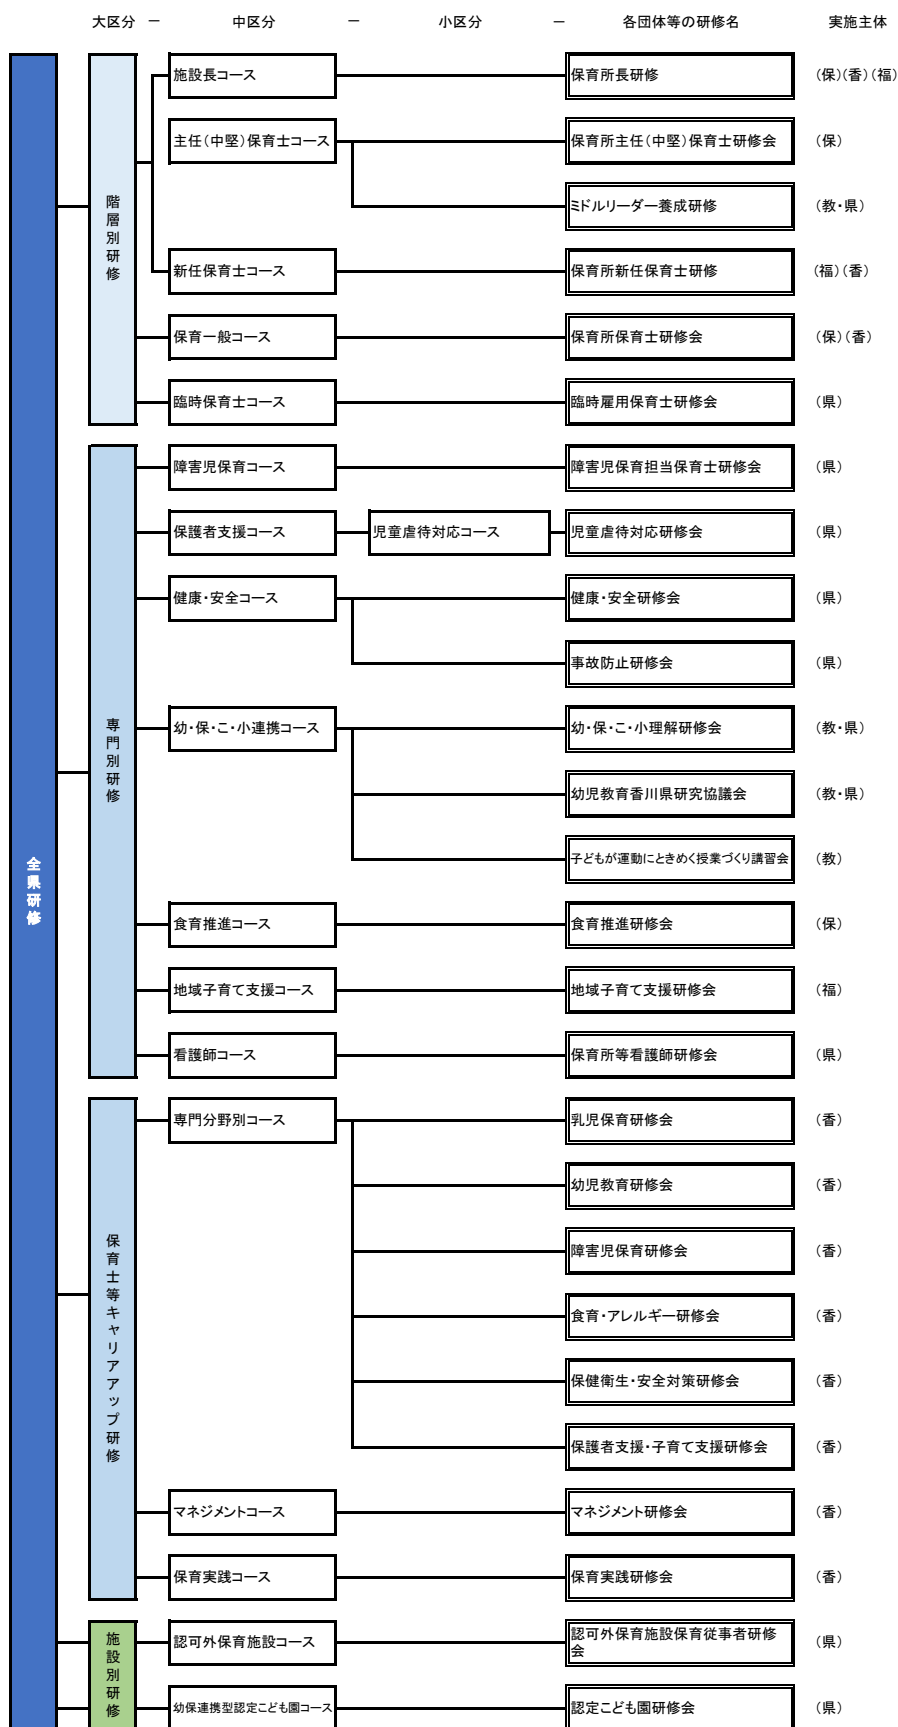 大区分 － 中区分 － 小区分 － 各団体等の研修名 実施主体
全県研修
階層別研修
施設長コース 保育所長研修 (保)(香)(福)
主任(中堅)保育士コース 保育所主任(中堅)保育士研修会 (保)
ミドルリーダー養成研修 (教・県)
新任保育士コース 保育所新任保育士研修 (福)(香)
保育一般コース 保育所保育士研修会 (保)(香)
臨時保育士コース 臨時雇用保育士研修会 (県)
専門別研修
障害児保育コース 障害児保育担当保育士研修会 (県)
保護者支援コース 児童虐待対応コース 児童虐待対応研修会 (県)
健康・安全コース 健康・安全研修会 (県)
事故防止研修会 (県)
幼・保・こ・小連携コース 幼・保・こ・小理解研修会 (教・県)
幼児教育香川県研究協議会 (教・県)
子どもが運動にときめく授業づくり講習会 (教)
食育推進コース 食育推進研修会 (保)
地域子育て支援コース 地域子育て支援研修会 (福)
看護師コース 保育所等看護師研修会 (県)
保育士等キャリアアップ研修
専門分野別コース 乳児保育研修会 (香)
幼児教育研修会 (香)
障害児保育研修会 (香)
食育・アレルギー研修会 (香)
保健衛生・安全対策研修会 (香)
保護者支援・子育て支援研修会 (香)
マネジメントコース マネジメント研修会 (香)
保育実践コース 保育実践研修会 (香)
施設別研修
認可外保育施設コース 認可外保育施設保育従事者研修 (県)
会
幼保連携型認定こども園コース 認定こども園研修会 (県)